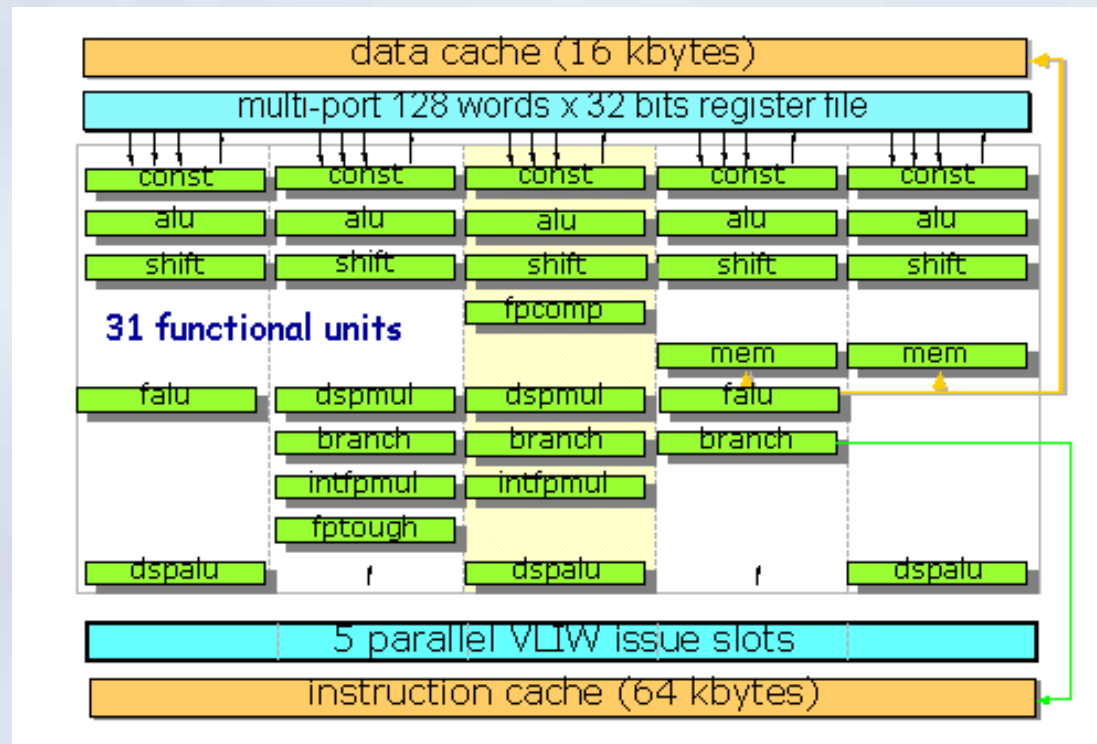 data cache (16 kbytes)
multi-port 128 words x 32 bits register file
const const const const const
alu alu alu alu alu
shift shift shift shift shift
fpcomp
31 functional units
mem mem
falu dspmul dspmul falu
branch branch branch
intfpmul intfpmul
fptough
dspalu dspalu dspalu
5 parallel VLIW issue slots
instruction cache (64 kbytes)